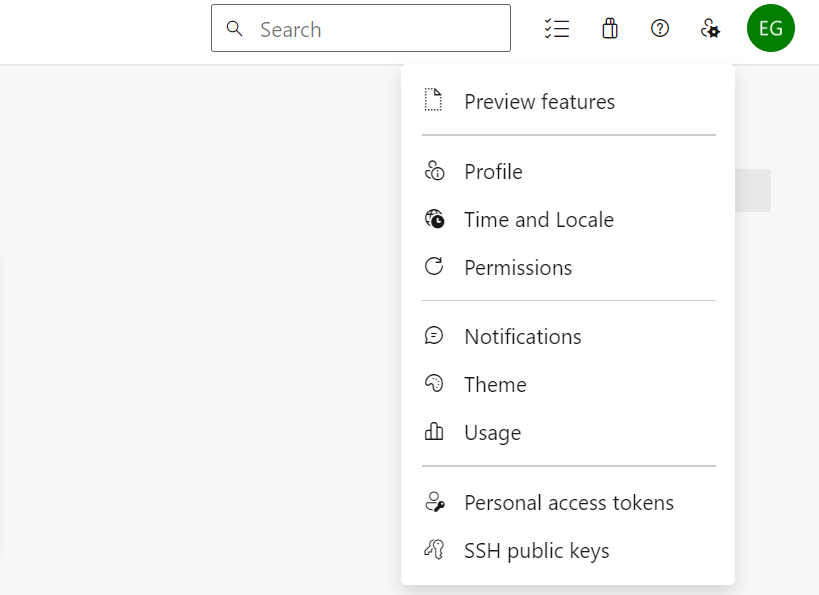 Search
EG
Preview features
Profile
Time and Locale
Permissions
Notifications
Theme
Usage
Personal access tokens
SSH public keys